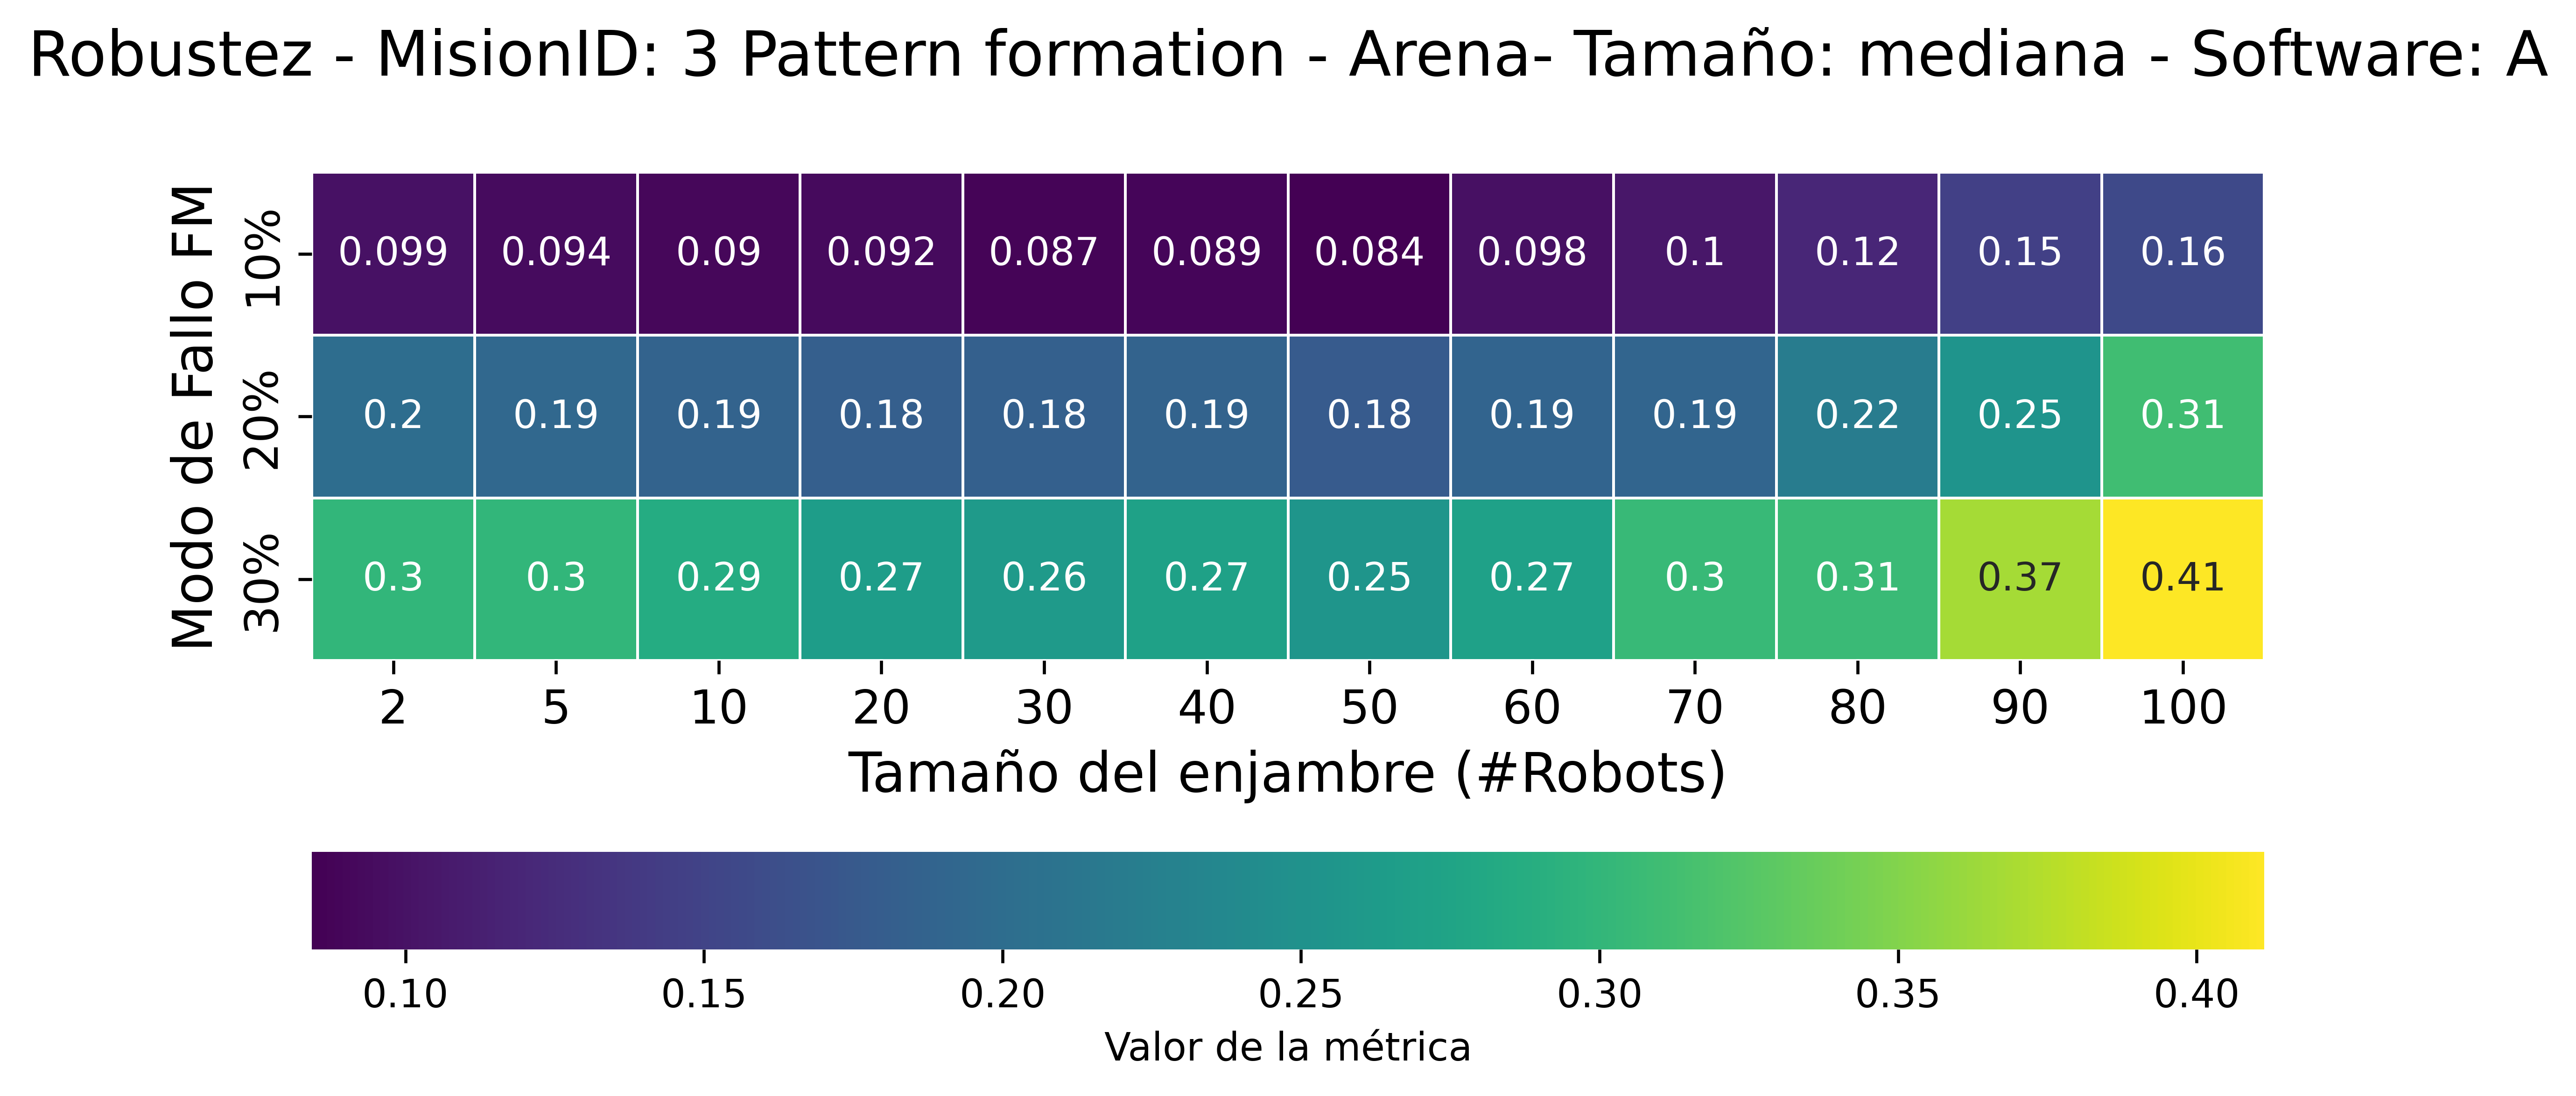 Robustez - MisionID: 3 Pattern formation - Arena- Tamaño: mediana - Software: A
Modo de Fallo FM
10%
0.099 0.094 0.09 0.092 0.087 0.089 0.084 0.098 0.1 0.12 0.15 0.16
20%
0.2 0.19 0.19 0.18 0.18 0.19 0.18 0.19 0.19 0.22 0.25 0.31
30%
0.3 0.3 0.29 0.27 0.26 0.27 0.25 0.27 0.3 0.31 0.37 0.41
2 5 10 20 30 40 50 60 70 80 90 100
Tamaño del enjambre (#Robots)
0.10 0.15 0.20 0.25 0.30 0.35 0.40
Valor de la métrica